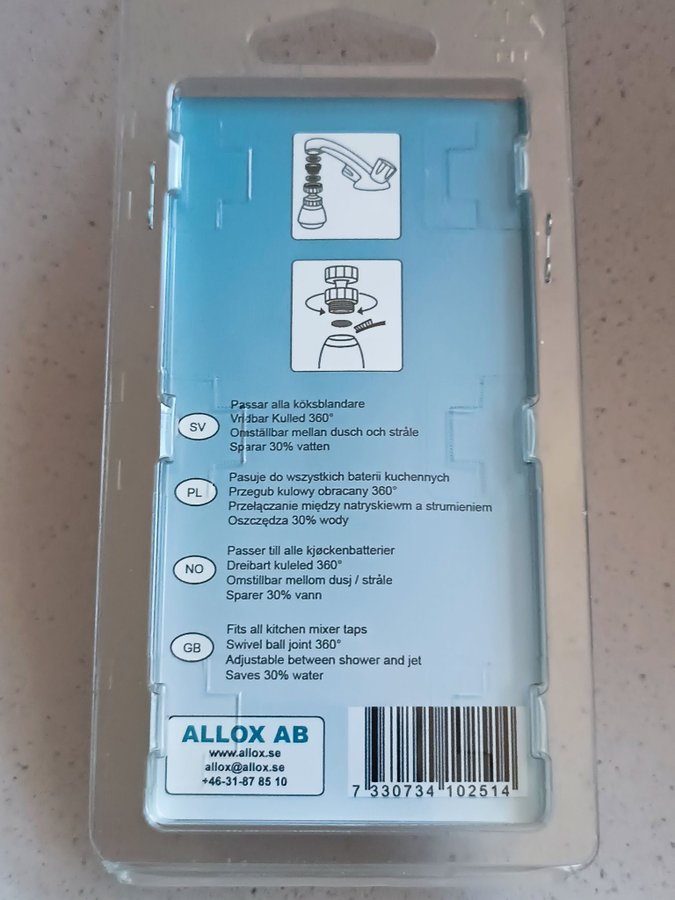 SV
Passar alla köksblandare
Vridbar Kulled 360°
Omställbar mellan dusch och stråle
Sparar 30% vatten
PL
Pasuje do wszystkich baterii kuchennych
Przegub kulowy obracany 360°
Przełączanie między natryskiewm a strumieniem
Oszczędza 30% wody
NO
Passer till alle kjøckenbatterier
Dreibart kuleled 360°
Omstillbar mellom dusj / stråle
Sparer 30% vann
GB
Fits all kitchen mixer taps
Swivel ball joint 360°
Adjustable between shower and jet
Saves 30% water
ALLOX AB
www.allox.se
allox@allox.se
+46-31-87 85 10
7 330734 102514